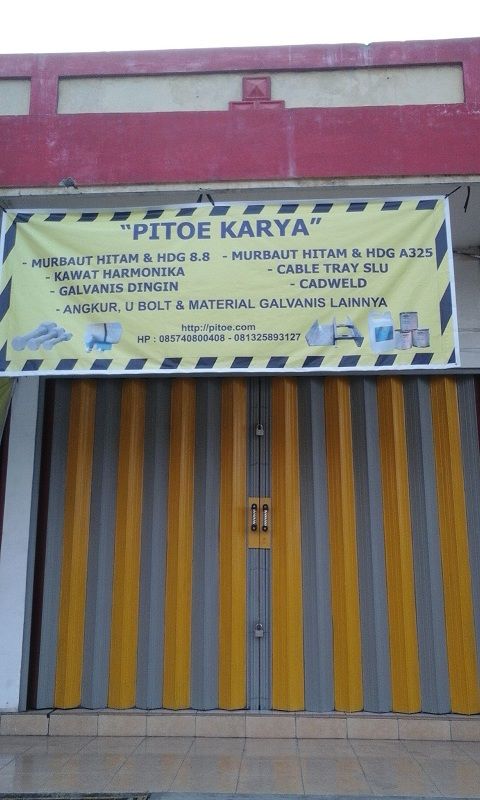 "PITOE KARYA"
- MURBAUT HITAM & HDG 8.8 - MURBAUT HITAM & HDG A325
- KAWAT HARMONIKA - CABLE TRAY SLU
- GALVANIS DINGIN - CADWELD
- ANGKUR, U BOLT & MATERIAL GALVANIS LAINNYA
http://pitoe.com
HP : 085740800408 - 081325893127